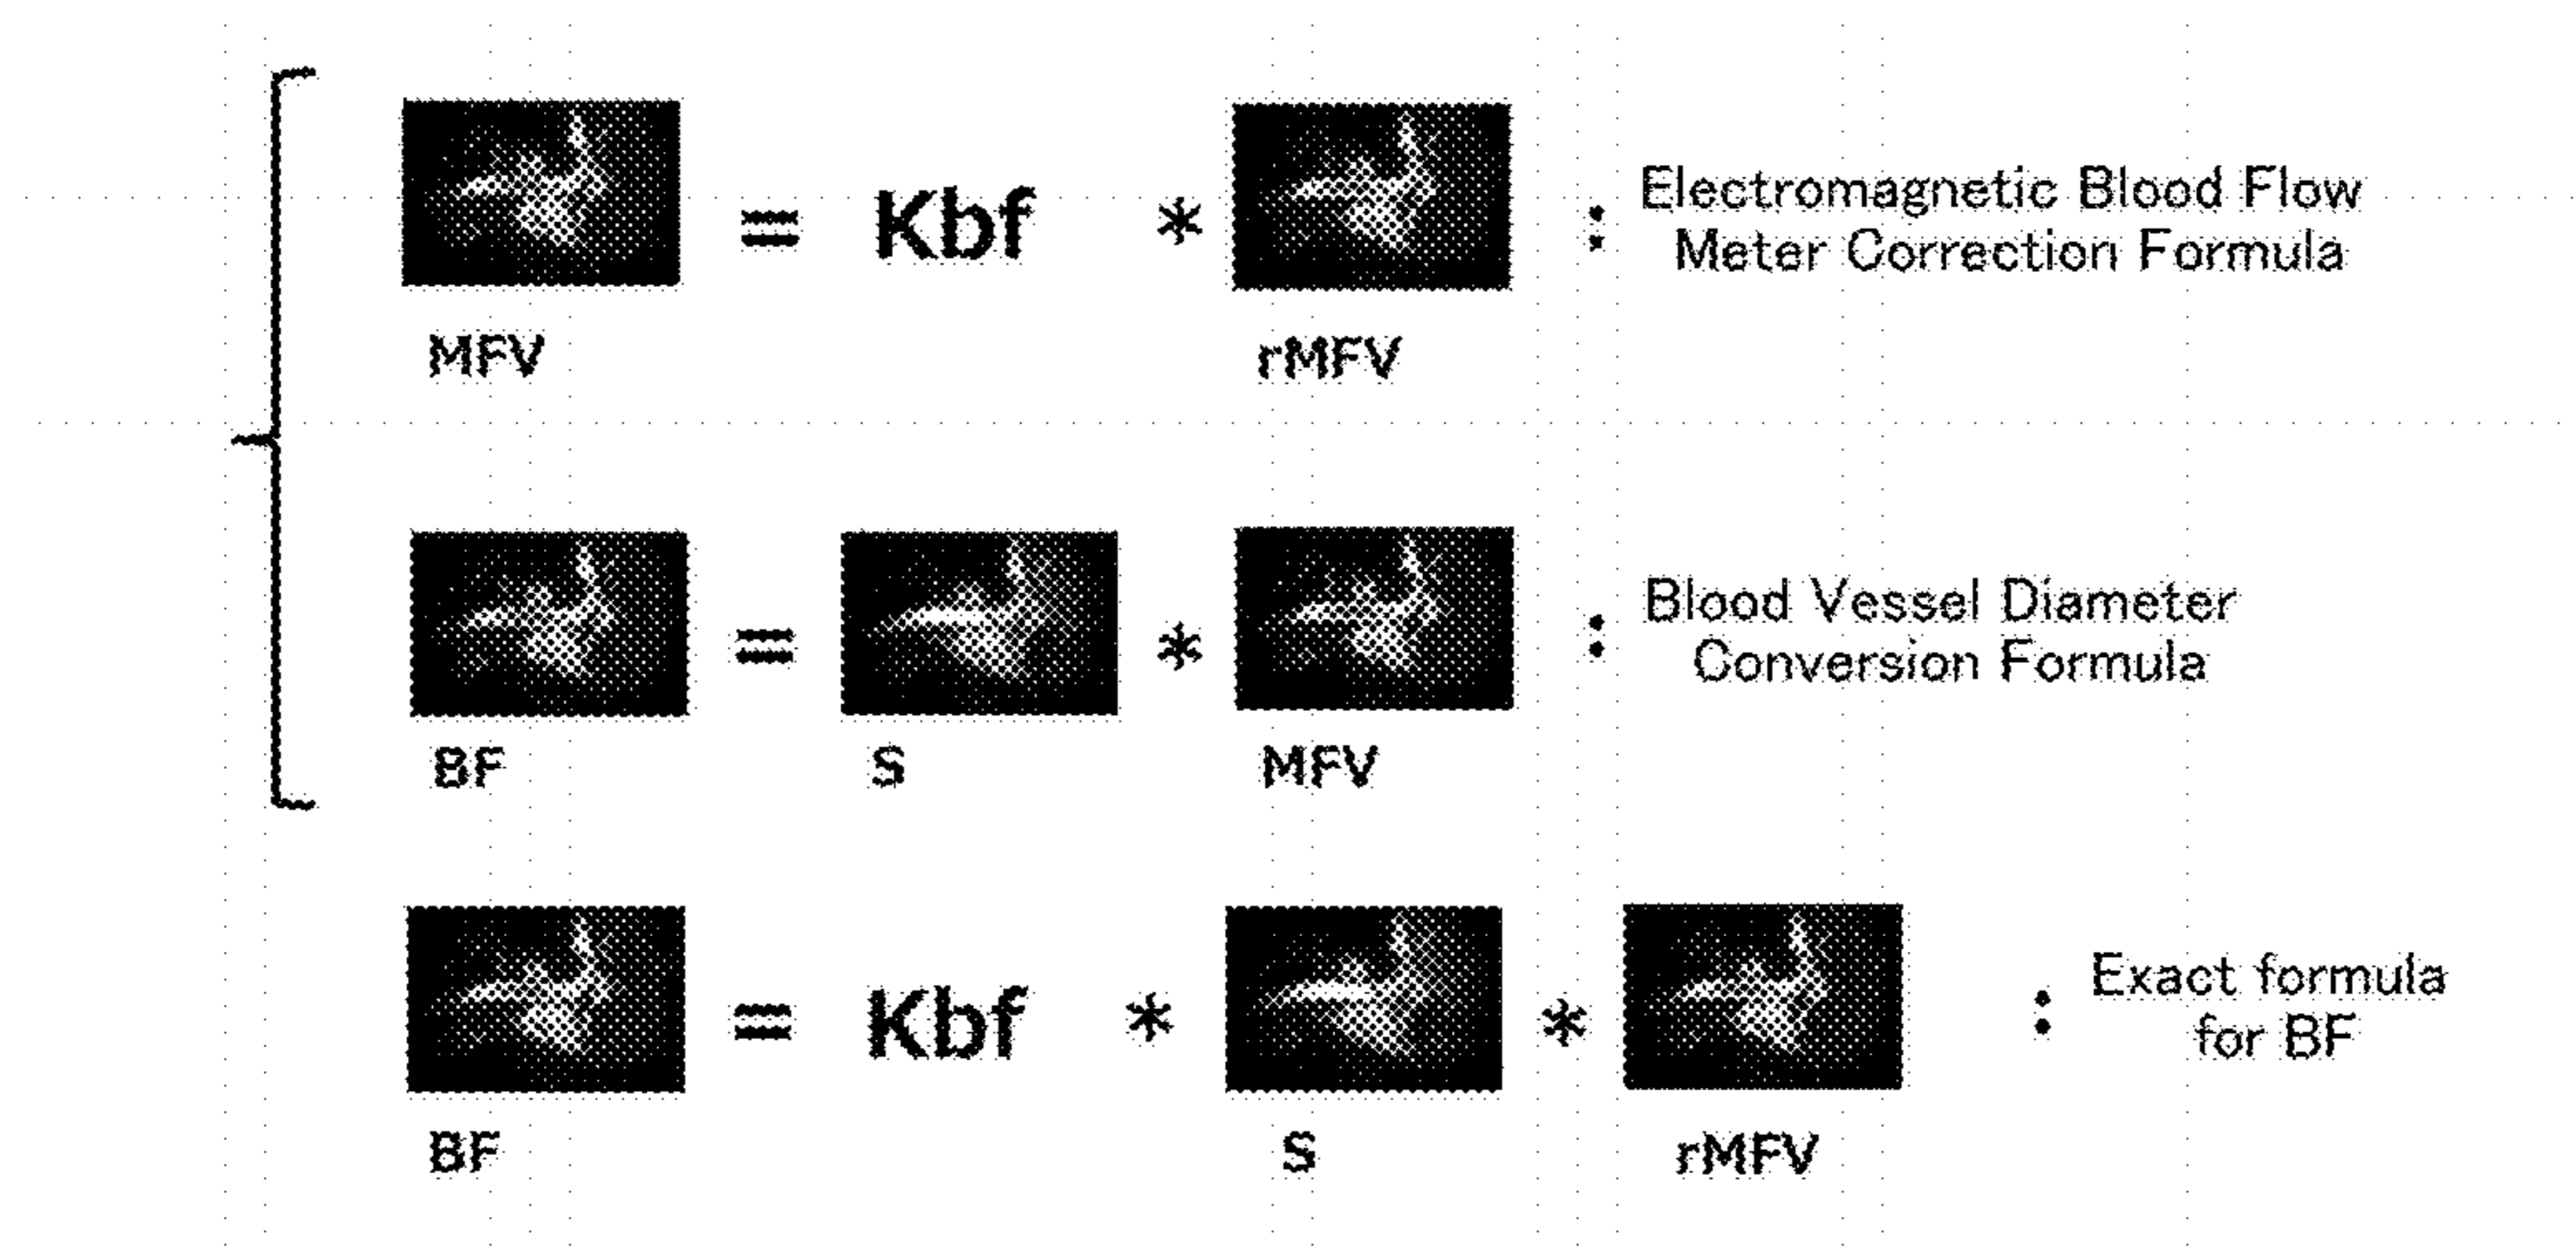 = Kbf * : Electromagnetic Blood Flow
Meter Correction Formula
MFV rMFV
= * : Blood Vessel Diameter
Conversion Formula
BF S MFV
= Kbf * * : Exact formula
for BF
BF S rMFV